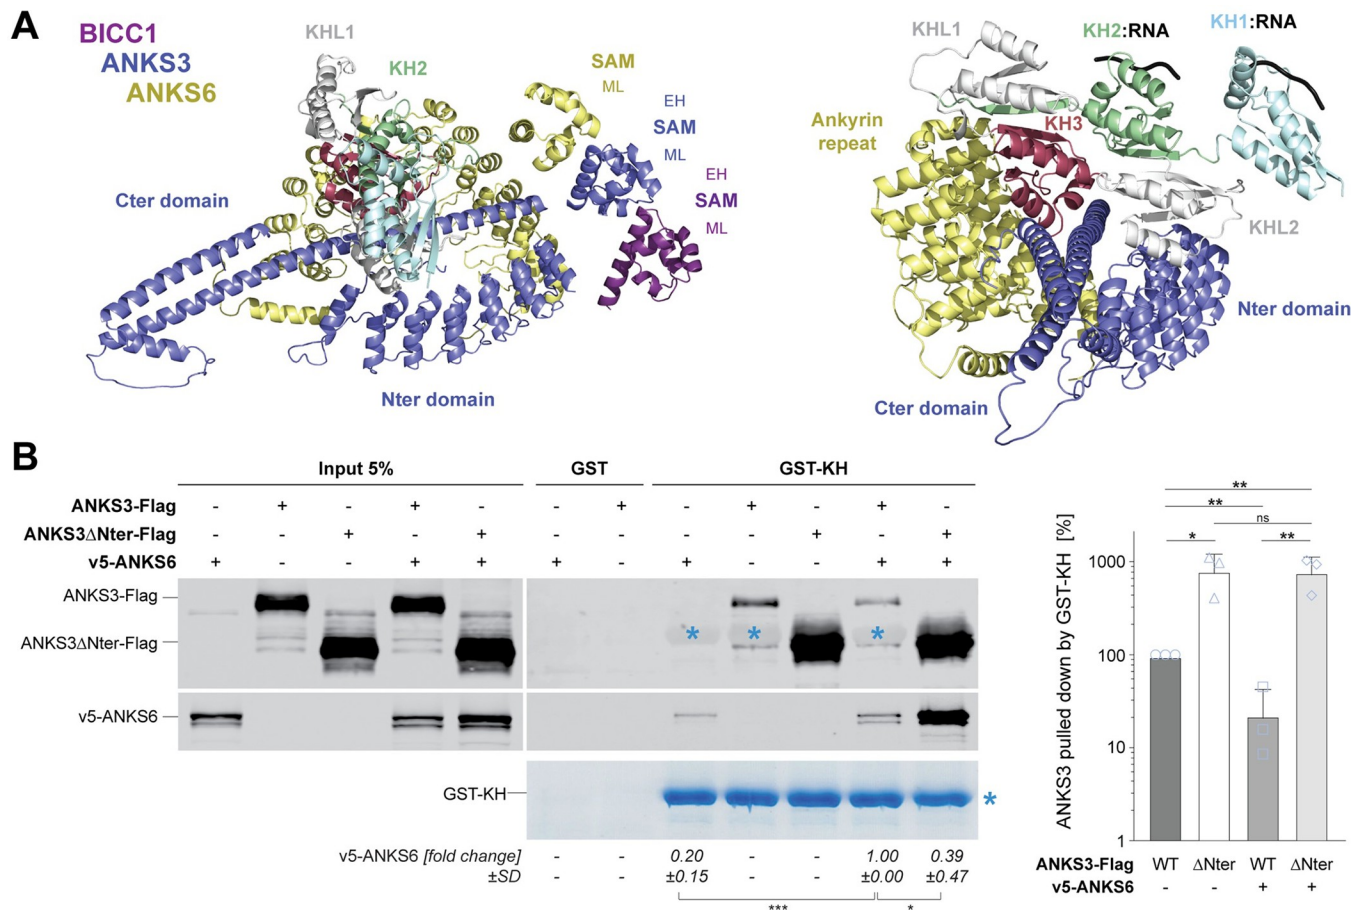 A
BICC1
ANKS3
ANKS6
KHL1
KH2
SAM
ML
EH
SAM
ML
EH
SAM
ML
Cter domain
Nter domain
KHL1
KH2:RNA
KH1:RNA
Ankyrin
repeat
KH3
KHL2
Nter domain
Cter domain
B
Input 5% GST GST-KH
ANKS3-Flag - + - + - - + - + - + -
ANKS3ΔNter-Flag - - + - + - - - - + - +
v5-ANKS6 + - - + + + - + - - + +
ANKS3-Flag
ANKS3ΔNter-Flag
* * *
v5-ANKS6
GST-KH
*
v5-ANKS6 [fold change] - - 0.20 - - 1.00 0.39
±SD - - ±0.15 - - ±0.00 ±0.47
*** *
ANKS3 pulled down by GST-KH [%]
**
**
ns
* **
1000
100
10
1
ANKS3-Flag WT ΔNter WT ΔNter
v5-ANKS6 - - + +